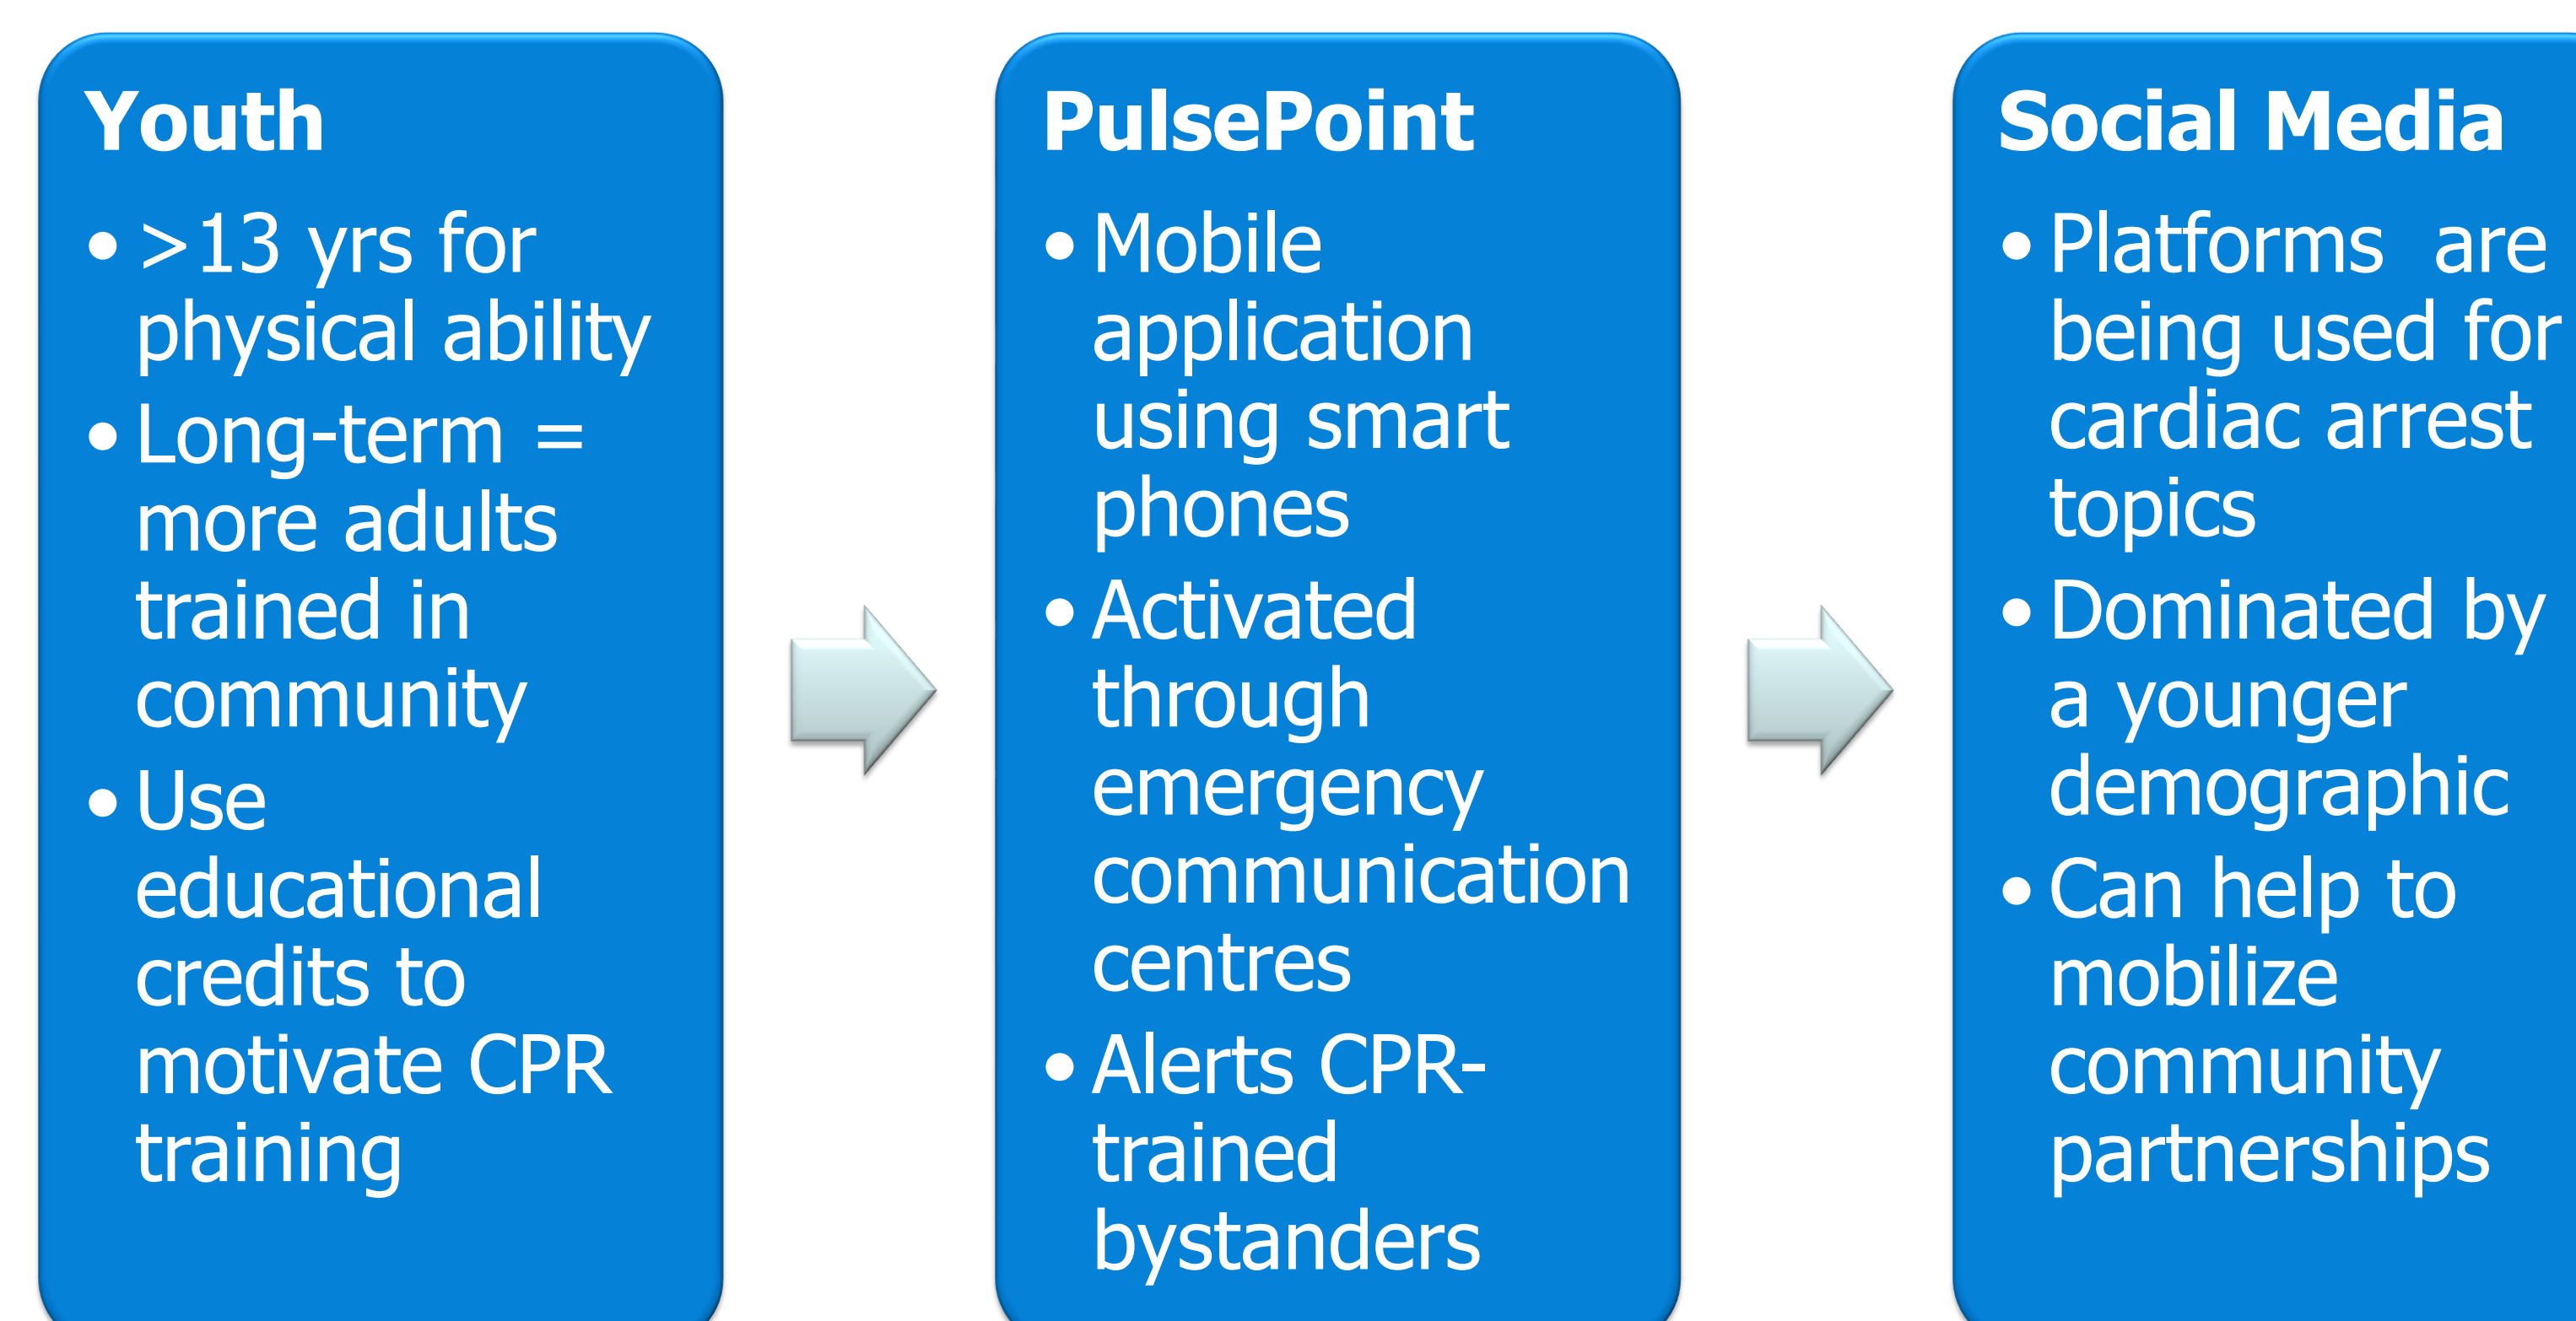 Youth
• >13 yrs for
physical ability
• Long-term =
more adults
trained in
community
• Use
educational
credits to
motivate CPR
training
PulsePoint
• Mobile
application
using smart
phones
• Activated
through
emergency
communication
centres
• Alerts CPR-
trained
bystanders
Social Media
• Platforms  are
being used for
cardiac arrest
topics
• Dominated by
a younger
demographic
• Can help to
mobilize
community
partnerships